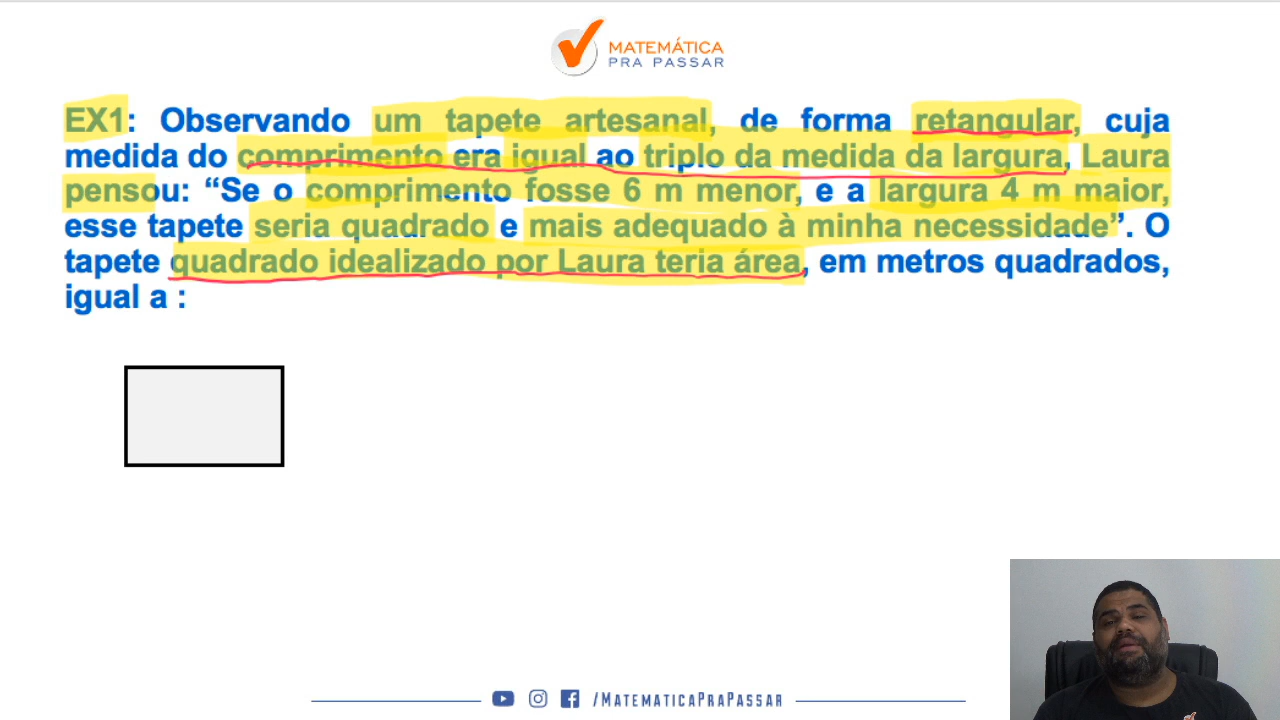 MATEMÁTICA
PRA PASSAR
EX1: Observando um tapete artesanal, de forma retangular, cuja
medida do comprimento era igual ao triplo da medida da largura, Laura
pensou: “Se o comprimento fosse 6 m menor, e a largura 4 m maior,
esse tapete seria quadrado e mais adequado à minha necessidade”. O
tapete quadrado idealizado por Laura teria área, em metros quadrados,
igual a :
/MatematicaPraPassar